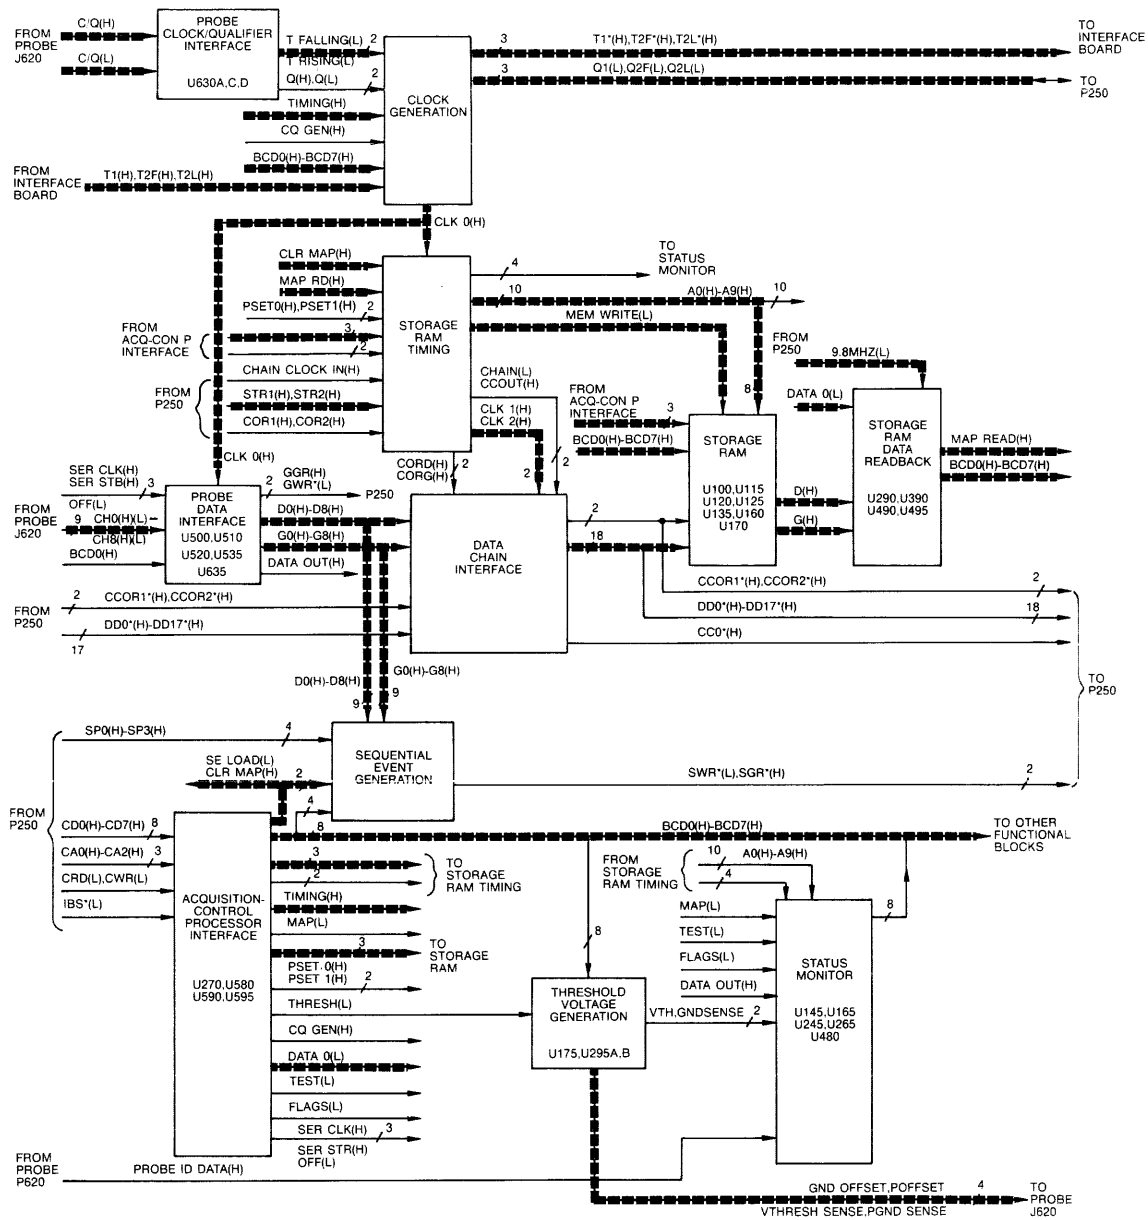 FROM
PROBE
J620
C/Q(H)
C/Q(L)
PROBE
CLOCK/QUALIFIER
INTERFACE
U630A,C,D
T FALLING(L)
2
T RISING(L)
Q(H),Q(L)
2
TIMING(H)
CQ GEN(H)
BCD0(H)-BCD7(H)
FROM
INTERFACE
BOARD
T1(H),T2F(H),T2L(H)
CLOCK
GENERATION
3
T1*(H),T2F*(H),T2L*(H)
TO
INTERFACE
BOARD
3
Q1(L),Q2F(L),Q2L(L)
TO
P250
CLK 0(H)
CLR MAP(H)
MAP RD(H)
PSET0(H),PSET1(H)
2
FROM
ACQ-CON P
INTERFACE
3
2
CHAIN CLOCK IN(H)
FROM
P250
STR1(H),STR2(H)
COR1(H),COR2(H)
STORAGE
RAM
TIMING
4
TO
STATUS
MONITOR
10
A0(H)-A9(H)
10
MEM WRITE(L)
CHAIN(L)
CCOUT(H)
CLK 1(H)
CLK 2(H)
2
2
CORD(H)
CORG(H)
2
FROM
ACQ-CON P
INTERFACE
3
8
BCD0(H)-BCD7(H)
STORAGE
RAM
U100,U115
U120,U125
U135,U160
U170
FROM
P250
9.8MHZ(L)
DATA 0(L)
STORAGE
RAM
DATA
READBACK
U290,U390
U490,U495
D(H)
G(H)
MAP READ(H)
BCD0(H)-BCD7(H)
CLK 0(H)
SER CLK(H)
SER STB(H)
3
OFF(L)
FROM
PROBE
J620
9
CH0(H)(L)-
CH8(H)(L)
BCD0(H)
PROBE
DATA
INTERFACE
U500,U510
U520,U535
U635
GGR(H)
GWR*(L)
2
P250
D0(H)-D8(H)
G0(H)-G8(H)
DATA OUT(H)
DATA
CHAIN
INTERFACE
2
18
FROM
P250
2
CCOR1*(H),CCOR2*(H)
17
DD0*(H)-DD17*(H)
CCOR1*(H),CCOR2*(H)
2
DD0*(H)-DD17*(H)
18
CC0*(H)
TO
P250
D0(H)-D8(H)
9
G0(H)-G8(H)
9
SP0(H)-SP3(H)
4
SEQUENTIAL
EVENT
GENERATION
SE LOAD(L)
CLR MAP(H)
2
4
SWR*(L),SGR*(H)
2
FROM
P250
CD0(H)-CD7(H)
8
CA0(H)-CA2(H)
3
CRD(L),CWR(L)
IBS*(L)
ACQUISITION-
CONTROL
PROCESSOR
INTERFACE
U270,U580
U590,U595
8
BCD0(H)-BCD7(H)
TO OTHER
FUNCTIONAL
BLOCKS
3
2
TO
STORAGE
RAM TIMING
TIMING(H)
MAP(L)
3
TO
STORAGE
RAM
PSET 0(H)
PSET 1(H)
2
THRESH(L)
CQ GEN(H)
DATA 0(L)
TEST(L)
FLAGS(L)
SER CLK(H)
3
SER STR(H)
OFF(L)
8
THRESHOLD
VOLTAGE
GENERATION
U175,U295A,B
VTH,GNDSENSE
2
FROM
STORAGE
RAM TIMING
10
A0(H)-A9(H)
4
MAP(L)
TEST(L)
FLAGS(L)
DATA OUT(H)
STATUS
MONITOR
U145,U165
U245,U265
U480
8
FROM
PROBE
P620
PROBE ID DATA(H)
GND OFFSET,POFFSET
4
VTHRESH SENSE,PGND SENSE
TO
PROBE
J620